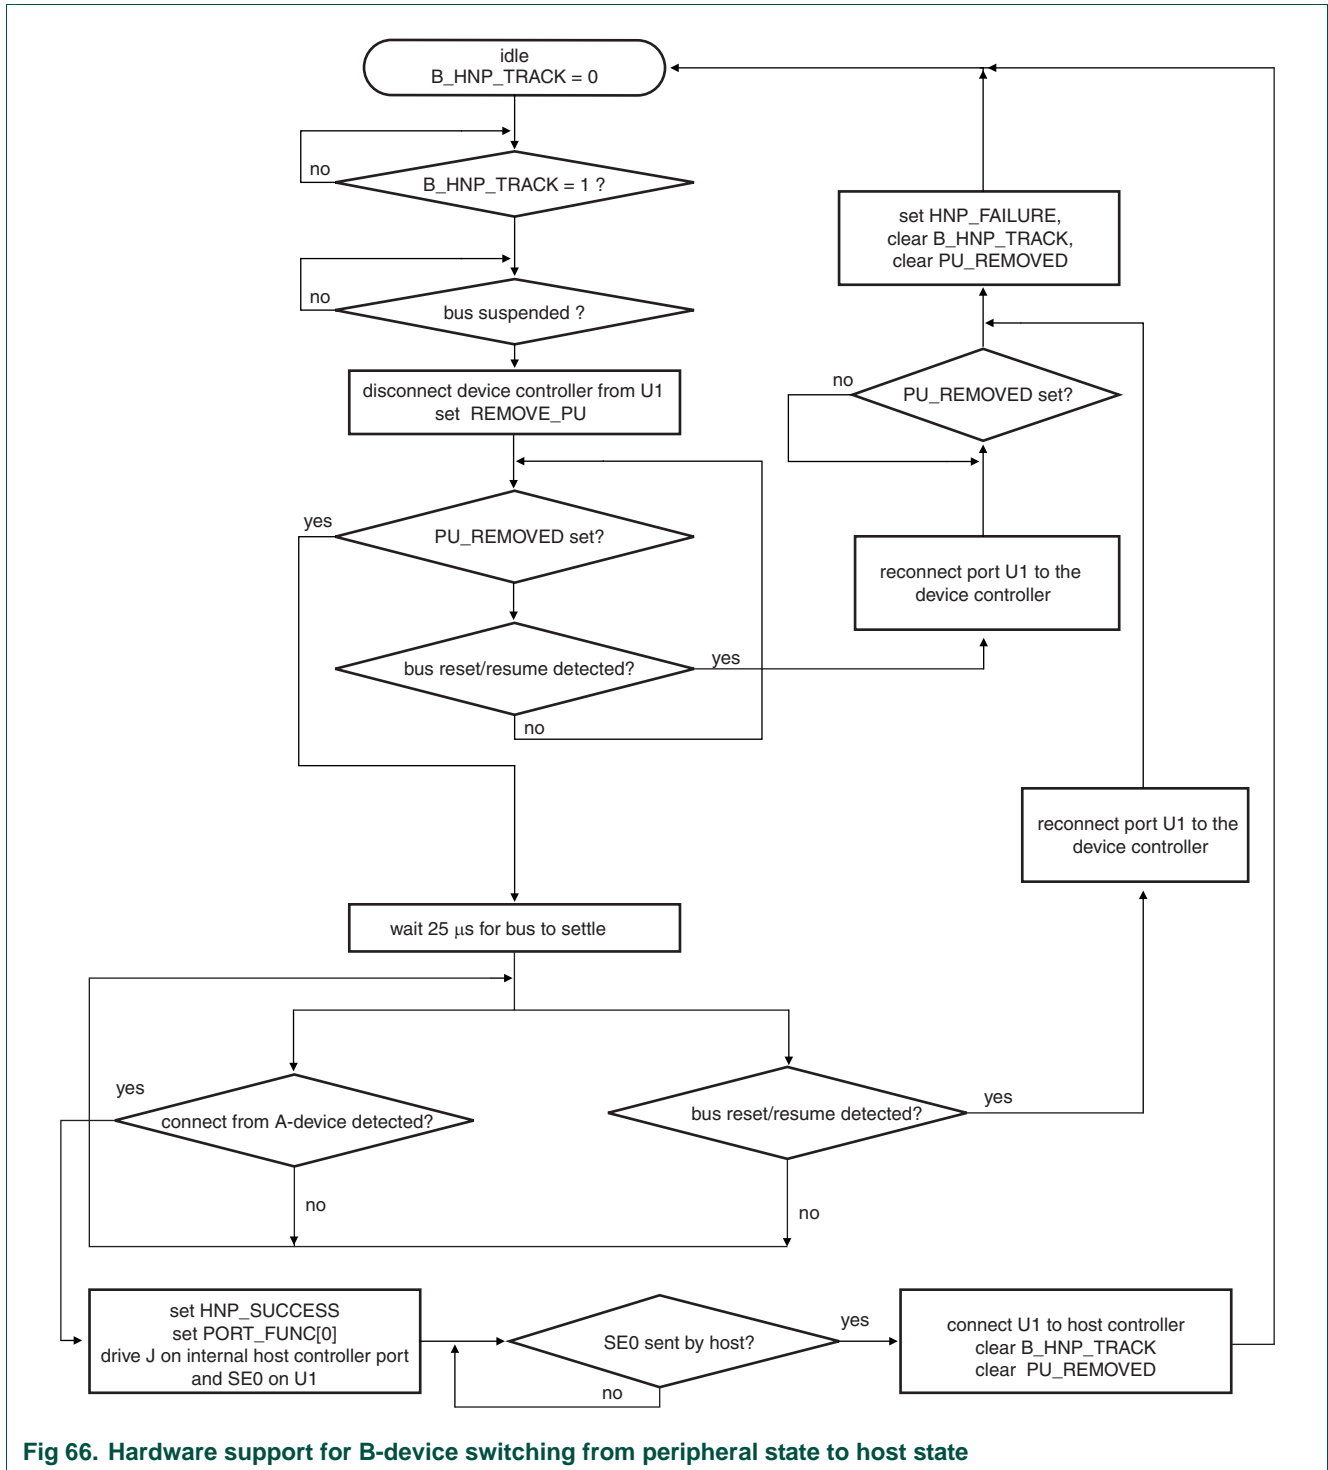 idle
B_HNP_TRACK = 0
no
B_HNP_TRACK = 1 ?
no
bus suspended ?
disconnect device controller from U1
set REMOVE_PU
yes
PU_REMOVED set?
bus reset/resume detected?
yes
no
set HNP_FAILURE,
clear B_HNP_TRACK,
clear PU_REMOVED
no
PU_REMOVED set?
reconnect port U1 to the
device controller
reconnect port U1 to the
device controller
wait 25 μs for bus to settle
yes
connect from A-device detected?
no
bus reset/resume detected?
yes
no
set HNP_SUCCESS
set PORT_FUNC[0]
drive J on internal host controller port
and SE0 on U1
SE0 sent by host?
yes
no
connect U1 to host controller
clear B_HNP_TRACK
clear PU_REMOVED
Fig 66. Hardware support for B-device switching from peripheral state to host state